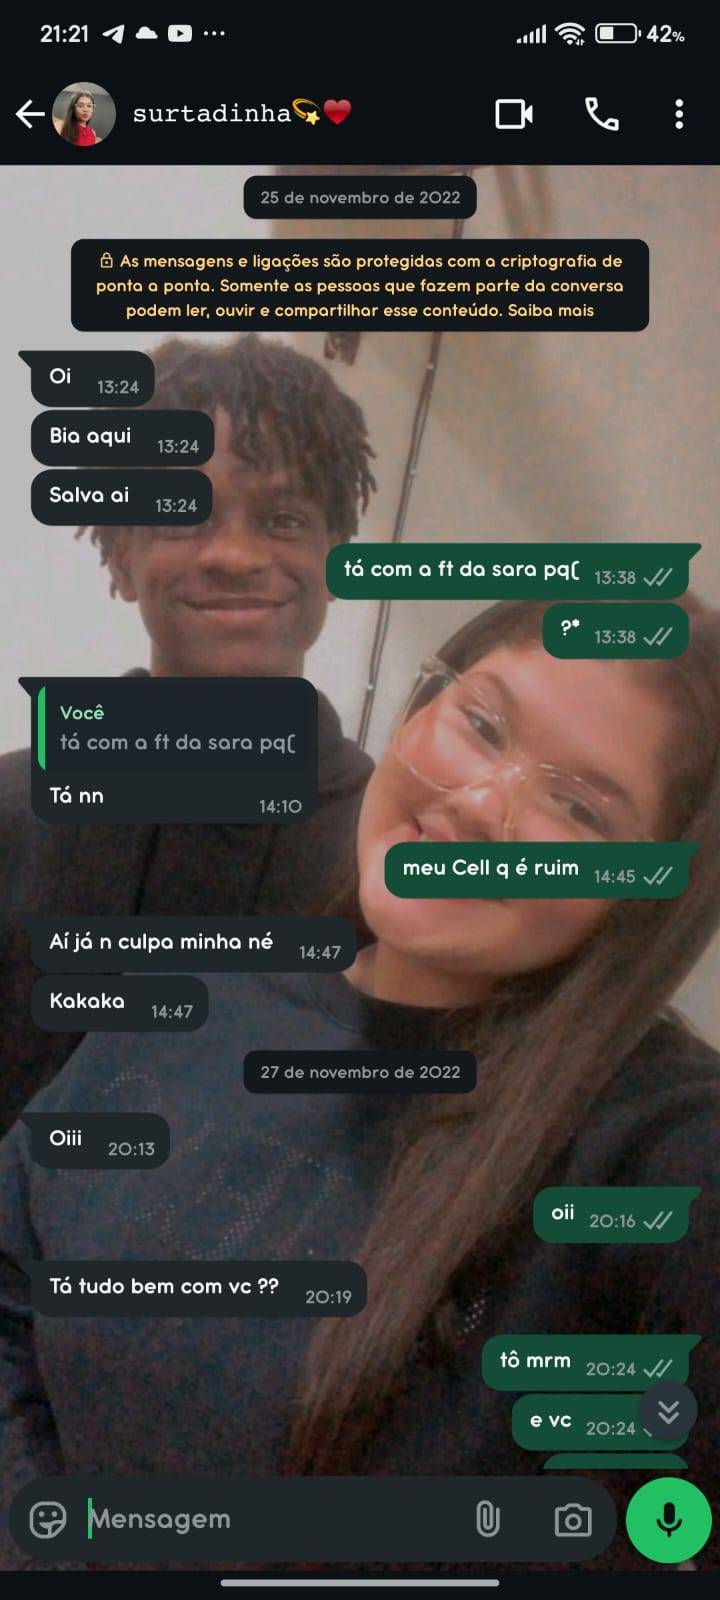 21:21
42%
surtadinha💫❤️
25 de novembro de 2022
As mensagens e ligações são protegidas com a criptografia de
ponta a ponta. Somente as pessoas que fazem parte da conversa
podem ler, ouvir e compartilhar esse conteúdo. Saiba mais
Oi 13:24
Bia aqui 13:24
Salva ai 13:24
tá com a ft da sara pq( 13:38
?* 13:38
Você
tá com a ft da sara pq(
Tá nn 14:10
meu Cell q é ruim 14:45
Aí já n culpa minha né 14:47
Kakaka 14:47
27 de novembro de 2022
Oiii 20:13
oii 20:16
Tá tudo bem com vc ?? 20:19
tô mrm 20:24
e vc 20:24
Mensagem